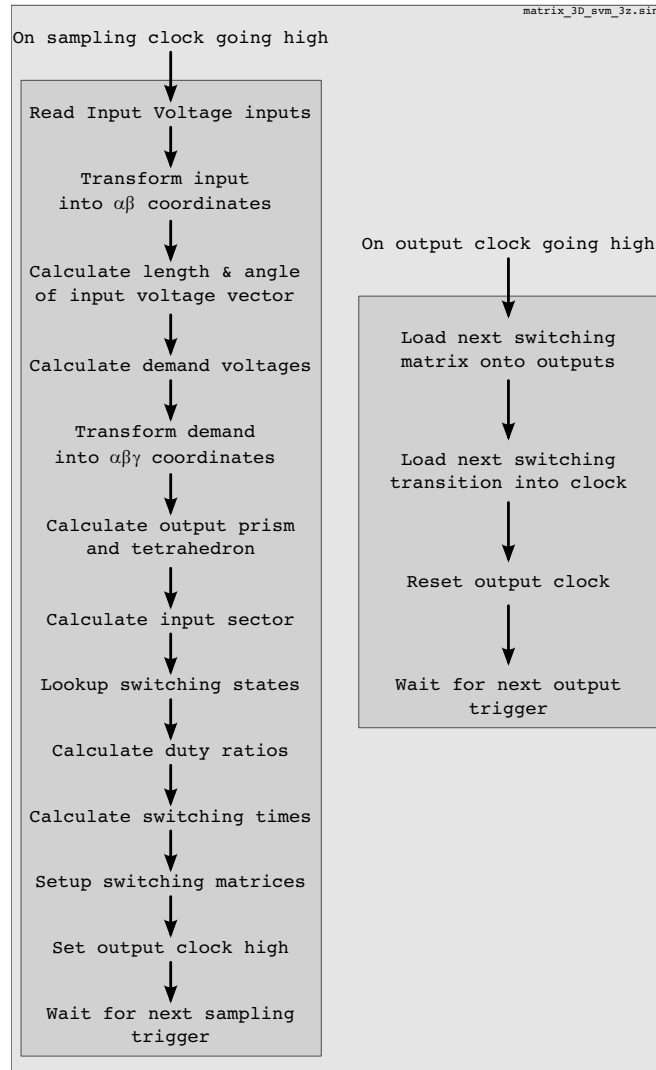 matrix_3D_svm_3z.sin
On sampling clock going high
Read Input Voltage inputs
Transform input
into αβ coordinates
Calculate length & angle
of input voltage vector
Calculate demand voltages
Transform demand
into αβγ coordinates
Calculate output prism
and tetrahedron
Calculate input sector
Lookup switching states
Calculate duty ratios
Calculate switching times
Setup switching matrices
Set output clock high
Wait for next sampling
trigger
On output clock going high
Load next switching
matrix onto outputs
Load next switching
transition into clock
Reset output clock
Wait for next output
trigger